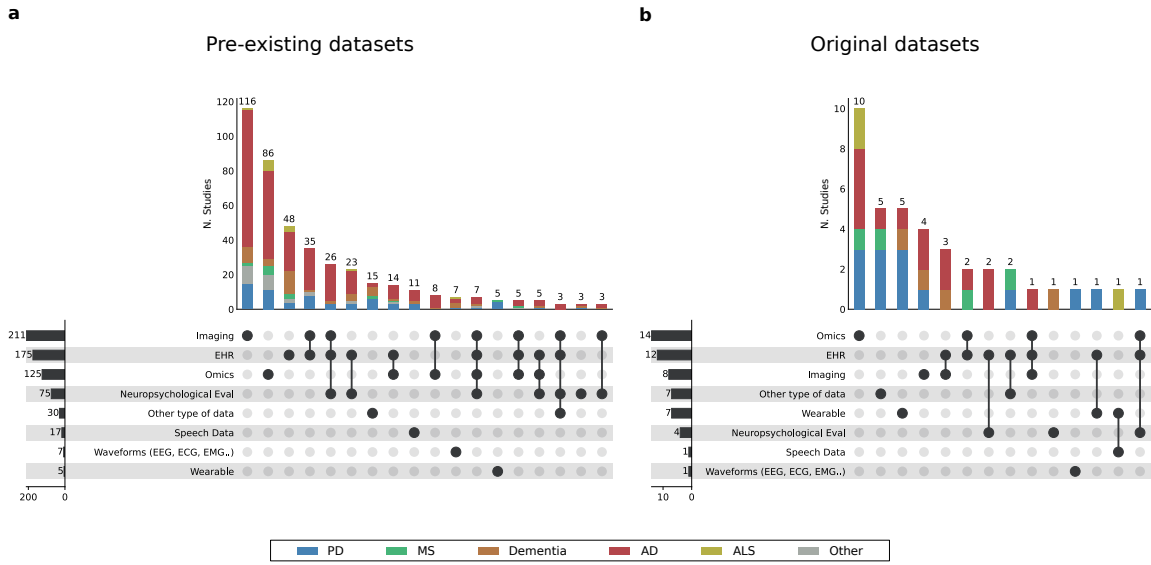 a
Pre-existing datasets
N. Studies
120
100
80
60
40
20
0
116
86
48
35
26
23
15
14
11
8
7
7
5
5
5
3
3
3
211
Imaging
175
EHR
125
Omics
75
Neuropsychological Eval
30
Other type of data
17
Speech Data
7
Waveforms (EEG, ECG, EMG..)
5
Wearable
200 0
b
Original datasets
N. Studies
10
8
6
4
2
0
10
5
5
4
3
2
2
2
1
1
1
1
1
1
14
Omics
12
EHR
8
Imaging
7
Other type of data
7
Wearable
4
Neuropsychological Eval
1
Speech Data
1
Waveforms (EEG, ECG, EMG..)
10 0
PD MS Dementia AD ALS Other